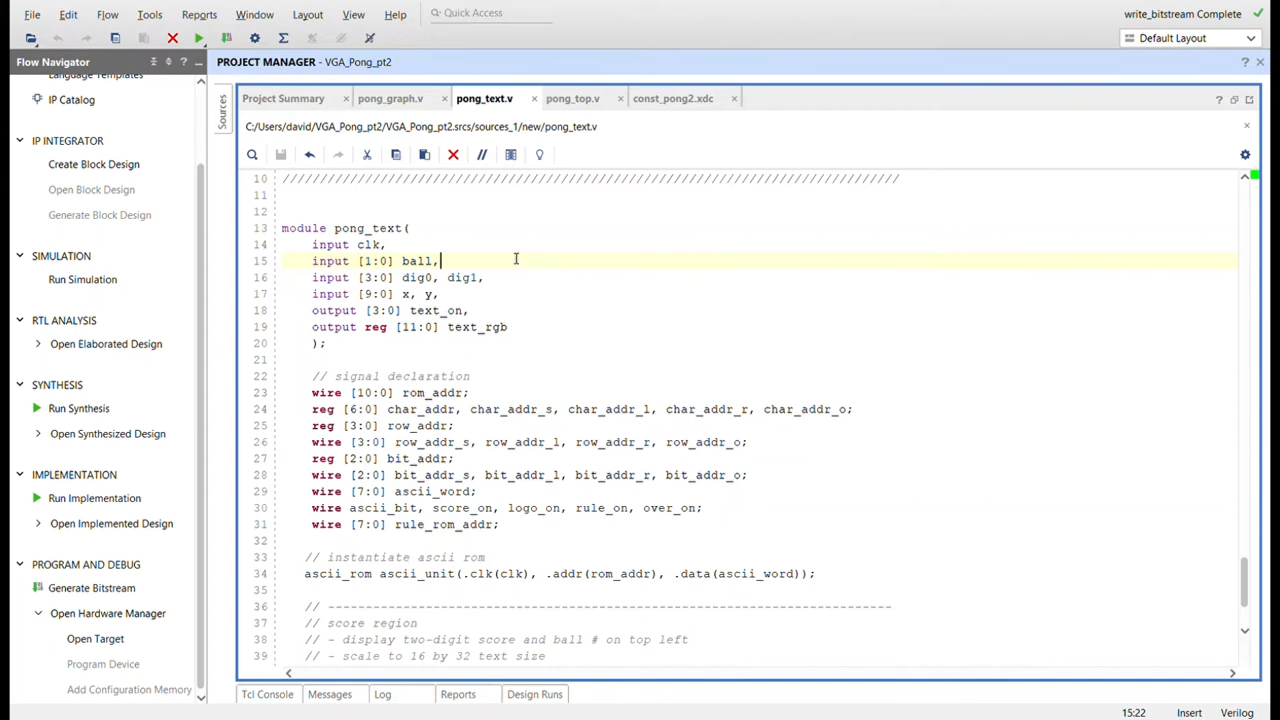 File Edit Flow Tools Reports Window Layout View Help Quick Access write_bitstream Complete
Default Layout
Flow Navigator
PROJECT MANAGER - VGA_Pong_pt2
Language Templates
IP Catalog
IP INTEGRATOR
Create Block Design
Open Block Design
Generate Block Design
SIMULATION
Run Simulation
RTL ANALYSIS
Open Elaborated Design
SYNTHESIS
Run Synthesis
Open Synthesized Design
IMPLEMENTATION
Run Implementation
Open Implemented Design
PROGRAM AND DEBUG
Generate Bitstream
Open Hardware Manager
Open Target
Program Device
Add Configuration Memory
Sources
Project Summary pong_graph.v pong_text.v pong_top.v const_pong2.xdc
C:/Users/david/VGA_Pong_pt2/VGA_Pong_pt2.srcs/sources_1/new/pong_text.v
10 //////////////////////////////////////////////////////////////////////////////////
11
12
13 module pong_text(
14 input clk,
15 input [1:0] ball,
16 input [3:0] dig0, dig1,
17 input [9:0] x, y,
18 output [3:0] text_on,
19 output reg [11:0] text_rgb
20 );
21
22 // signal declaration
23 wire [10:0] rom_addr;
24 reg [6:0] char_addr, char_addr_s, char_addr_l, char_addr_r, char_addr_o;
25 reg [3:0] row_addr;
26 wire [3:0] row_addr_s, row_addr_l, row_addr_r, row_addr_o;
27 reg [2:0] bit_addr;
28 wire [2:0] bit_addr_s, bit_addr_l, bit_addr_r, bit_addr_o;
29 wire [7:0] ascii_word;
30 wire ascii_bit, score_on, logo_on, rule_on, over_on;
31 wire [7:0] rule_rom_addr;
32
33 // instantiate ascii rom
34 ascii_rom ascii_unit(.clk(clk), .addr(rom_addr), .data(ascii_word));
35
36 // ---------------------------------------------------------------------------
37 // score region
38 // - display two-digit score and ball # on top left
39 // - scale to 16 by 32 text size
Tcl Console Messages Log Reports Design Runs
15:22 Insert Verilog